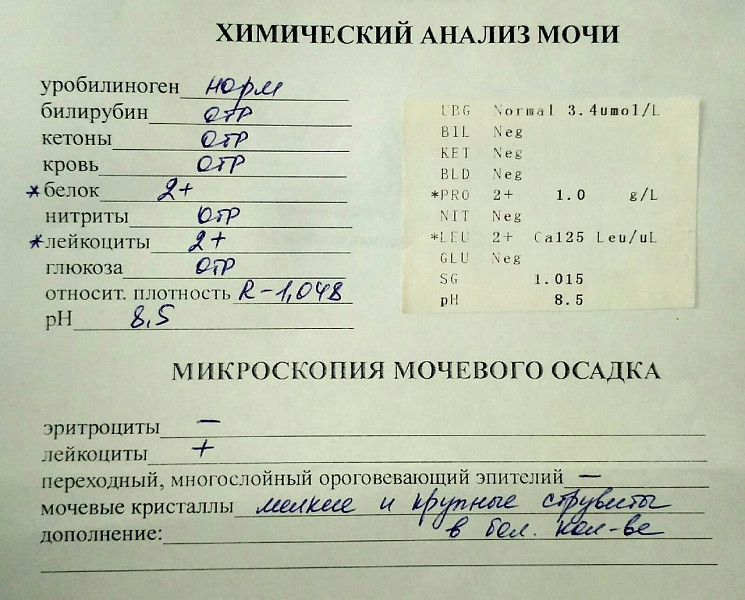 ХИМИЧЕСКИЙ АНАЛИЗ МОЧИ
уробилиноген норм
билирубин отр
кетоны отр
кровь отр
*белок 2+
нитриты отр
*лейкоциты 2+
глюкоза отр
относит. плотность R-1,048
pH 8,5
UBG Normal 3.4umol/L
BIL Neg
KET Neg
BLD Neg
*PRO 2+ 1.0 g/L
NIT Neg
*LEU 2+ Ca125 Leu/uL
GLU Neg
SG 1.015
pH 8.5
МИКРОСКОПИЯ МОЧЕВОГО ОСАДКА
эритроциты —
лейкоциты +
переходный, многослойный ороговевающий эпителий —
мочевые кристаллы мелкие и крупные струвиты
дополнение: в бол. кол-ве